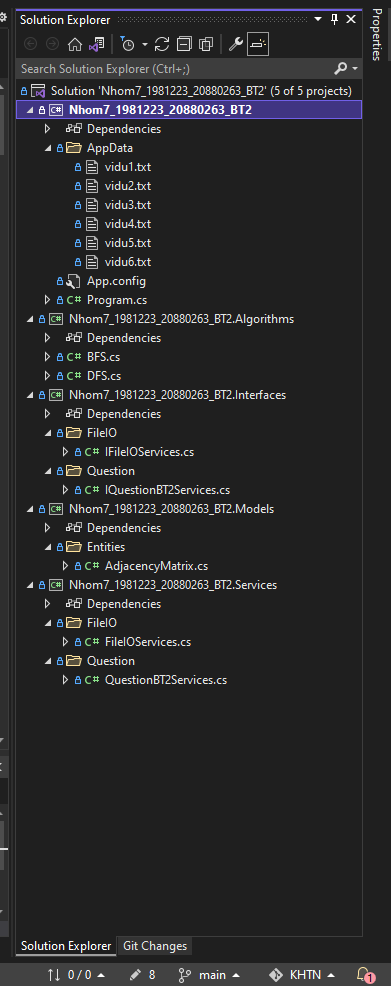 Solution Explorer
Search Solution Explorer (Ctrl+;)
Solution 'Nhom7_1981223_20880263_BT2' (5 of 5 projects)
C# Nhom7_1981223_20880263_BT2
Dependencies
AppData
vidu1.txt
vidu2.txt
vidu3.txt
vidu4.txt
vidu5.txt
vidu6.txt
App.config
C# Program.cs
C# Nhom7_1981223_20880263_BT2.Algorithms
Dependencies
C# BFS.cs
C# DFS.cs
C# Nhom7_1981223_20880263_BT2.Interfaces
Dependencies
FileIO
C# IFileIOServices.cs
Question
C# IQuestionBT2Services.cs
C# Nhom7_1981223_20880263_BT2.Models
Dependencies
Entities
C# AdjacencyMatrix.cs
C# Nhom7_1981223_20880263_BT2.Services
Dependencies
FileIO
C# FileIOServices.cs
Question
C# QuestionBT2Services.cs
Solution Explorer Git Changes
0 / 0 8 main KHTN 1
Properties